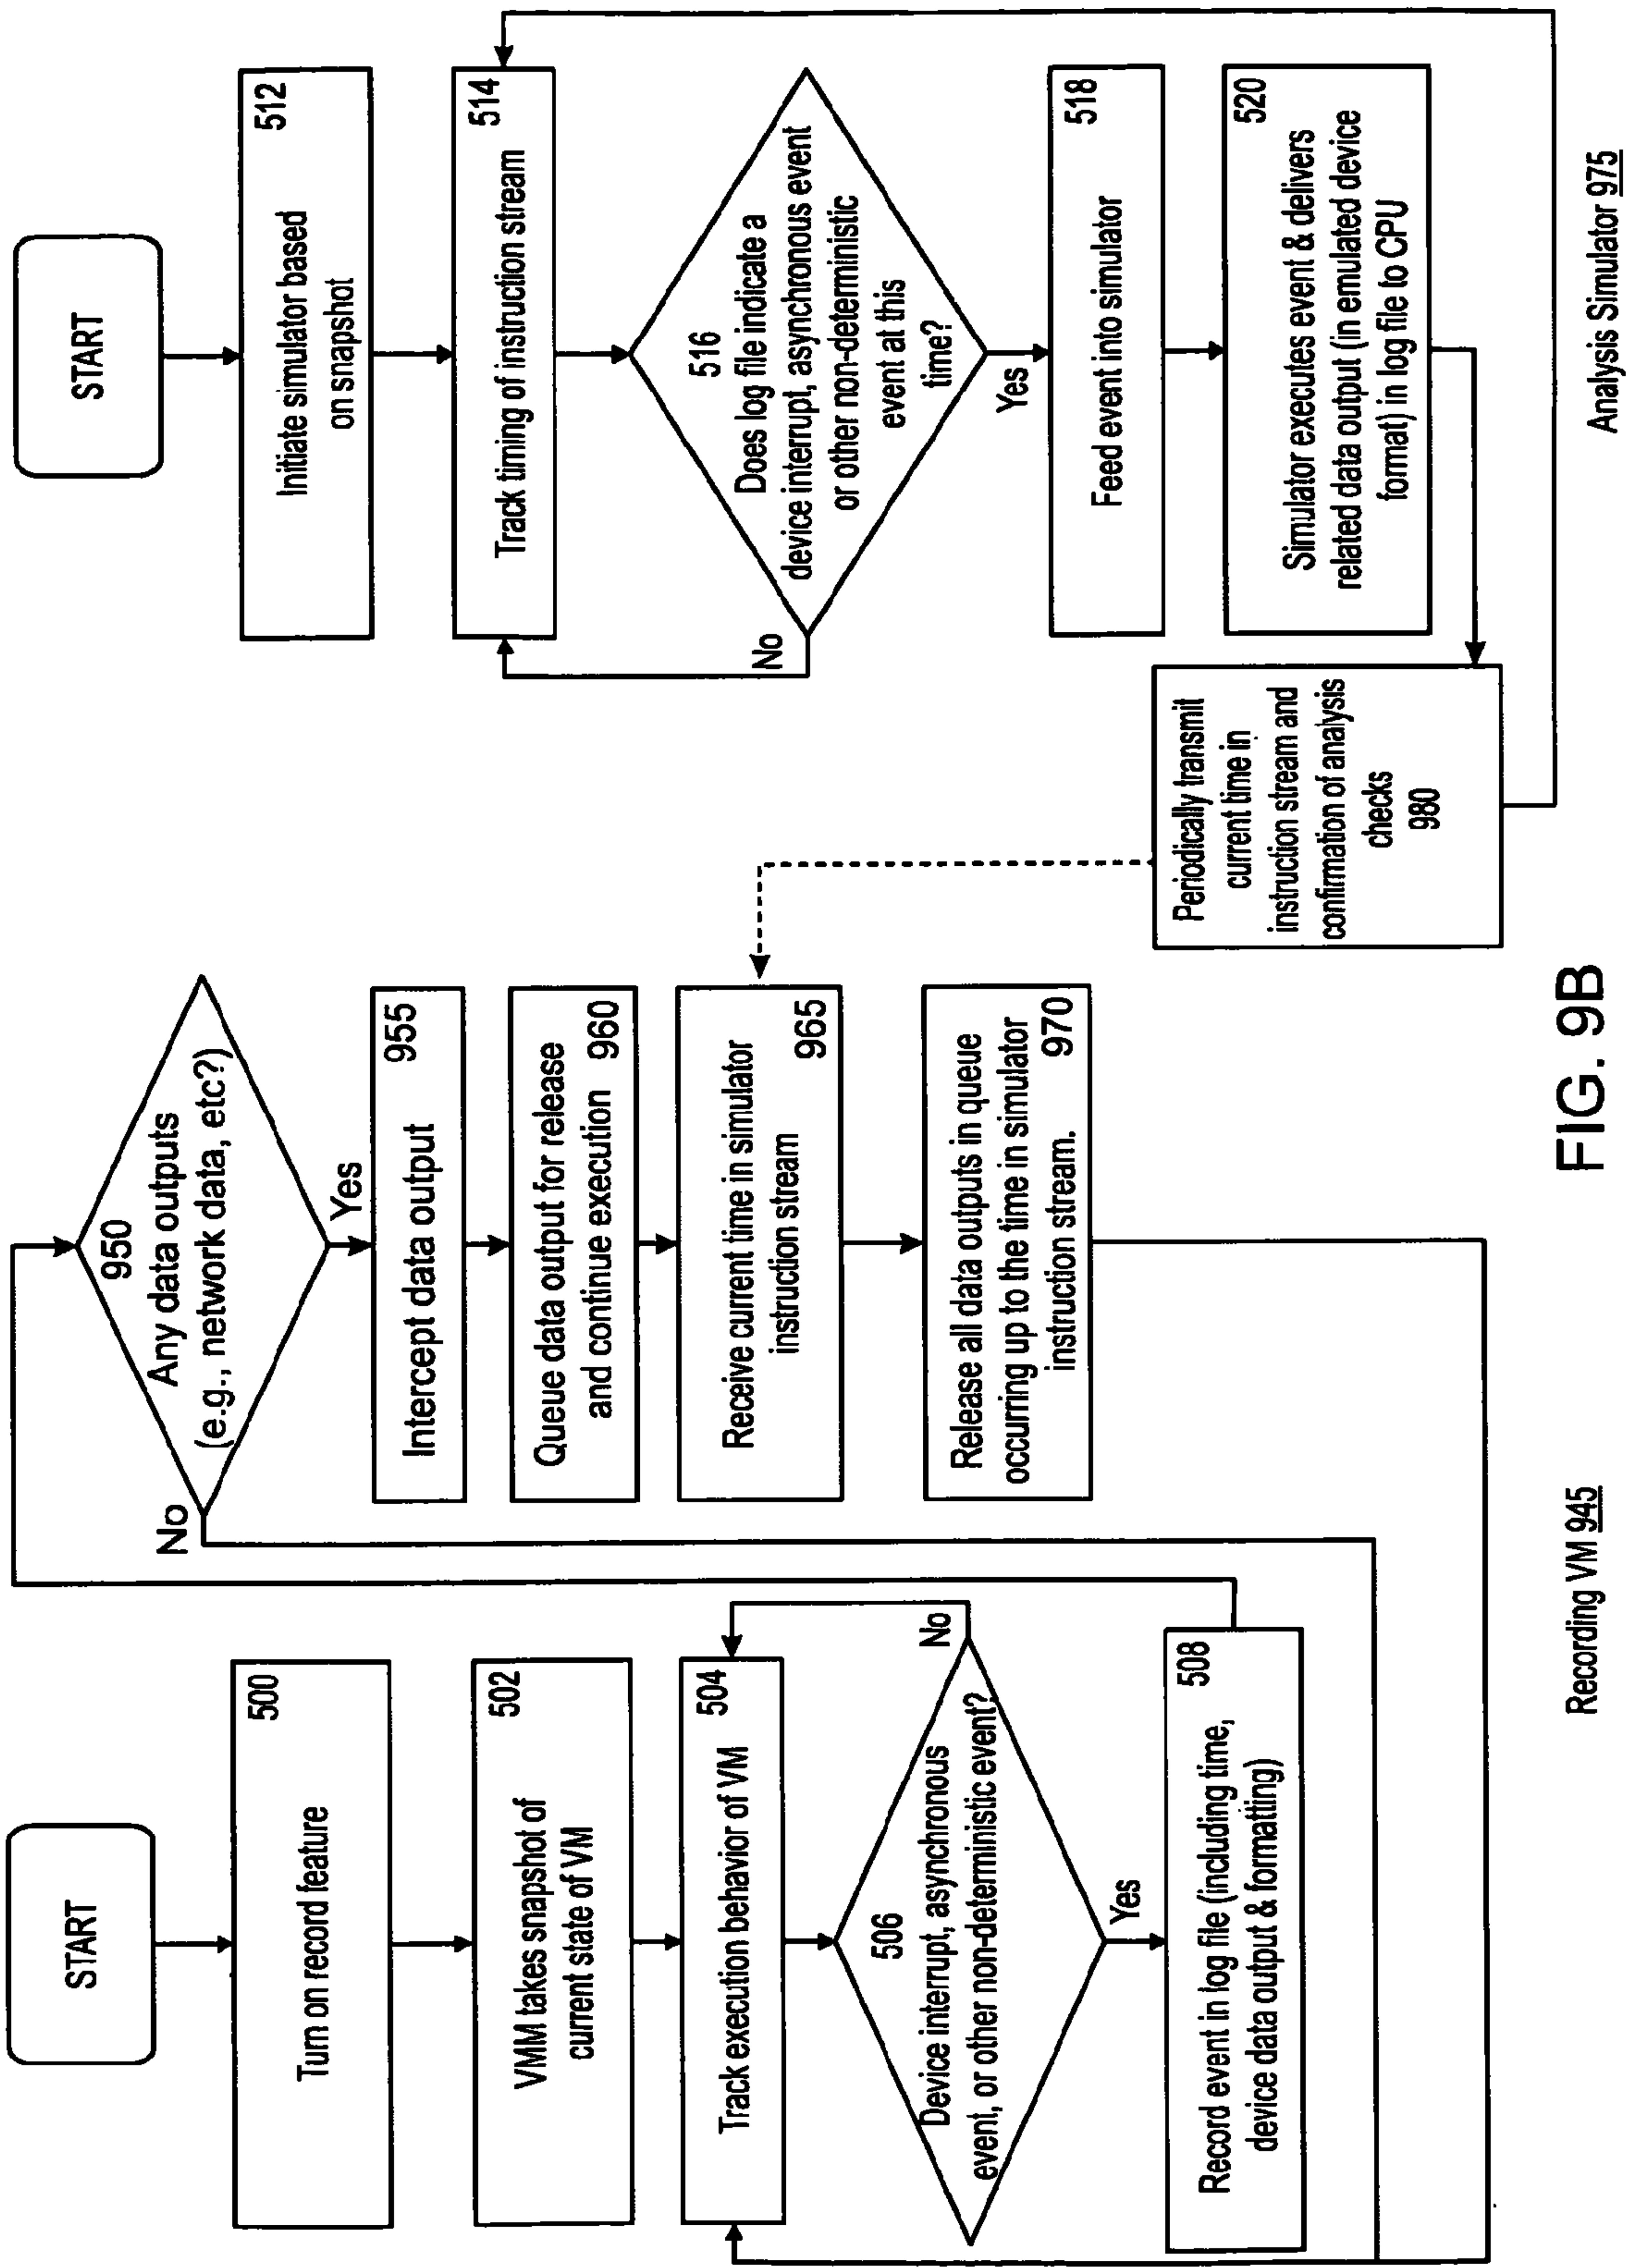 START
Turn on record feature
500
VMM takes snapshot of
current state of VM
502
Track execution behavior of VM
504
506
Device interrupt, asynchronous
event, or other non-deterministic event?
No
Yes
Record event in log file (including time,
device data output & formatting)
508
Recording VM 945
950
Any data outputs
(e.g., network data, etc?)
No
Yes
Intercept data output
955
Queue data output for release
and continue execution
960
Receive current time in simulator
instruction stream
965
Release all data outputs in queue
occurring up to the time in simulator
instruction stream.
970
START
Initiate simulator based
on snapshot
512
Track timing of instruction stream
514
516
Does log file indicate a
device interrupt, asynchronous event
or other non-deterministic
event at this
time?
No
Yes
Feed event into simulator
518
Simulator executes event & delivers
related data output (in emulated device
format) in log file to CPU
520
Periodically transmit
current time in
instruction stream and
confirmation of analysis
checks
980
Analysis Simulator 975
FIG. 9B